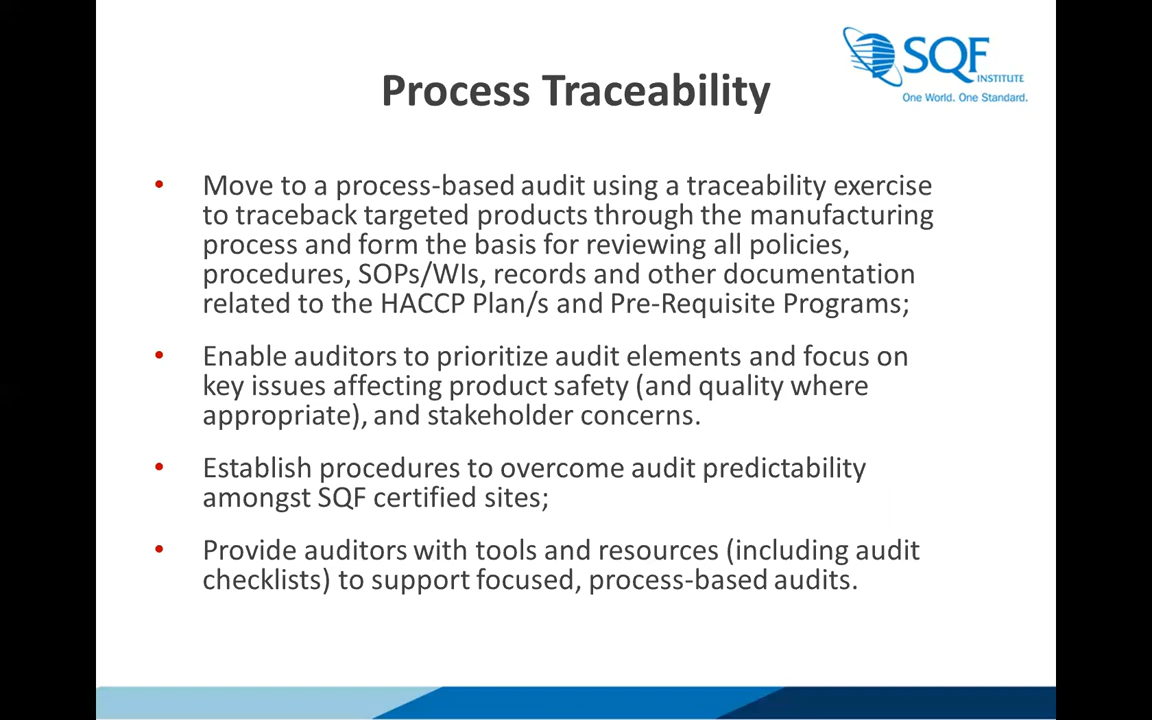 SQF
INSTITUTE
One World. One Standard.
Process Traceability
• Move to a process-based audit using a traceability exercise
to traceback targeted products through the manufacturing
process and form the basis for reviewing all policies,
procedures, SOPs/WIs, records and other documentation
related to the HACCP Plan/s and Pre-Requisite Programs;
• Enable auditors to prioritize audit elements and focus on
key issues affecting product safety (and quality where
appropriate), and stakeholder concerns.
• Establish procedures to overcome audit predictability
amongst SQF certified sites;
• Provide auditors with tools and resources (including audit
checklists) to support focused, process-based audits.